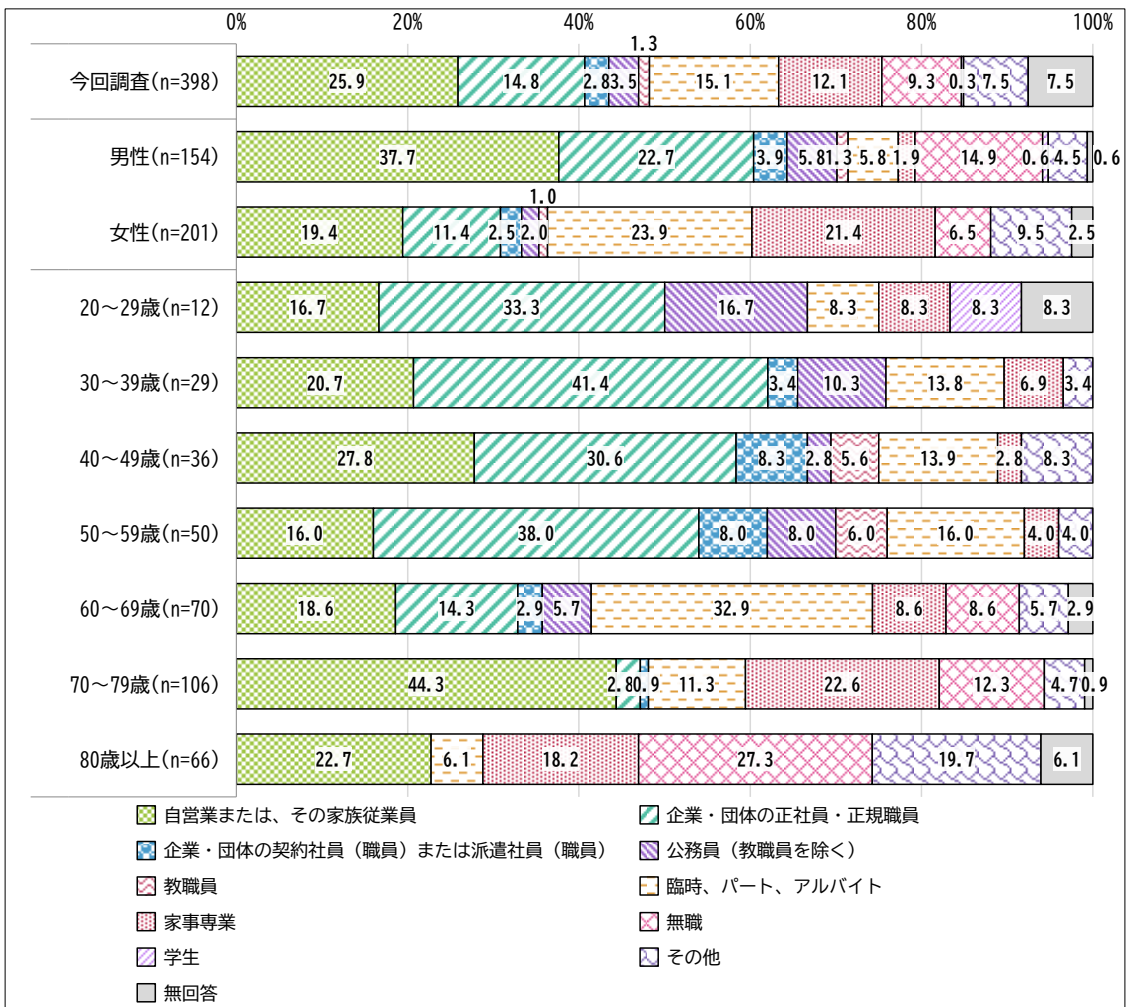 0% 20% 40% 60% 80% 100%
1.3
今回調査(n=398) 25.9 14.8 2.8 3.5 15.1 12.1 9.3 0.3 7.5 7.5
男性(n=154) 37.7 22.7 3.9 5.8 1.3 5.8 1.9 14.9 0.6 4.5 0.6
1.0
女性(n=201) 19.4 11.4 2.5 2.0 23.9 21.4 6.5 9.5 2.5
20～29歳(n=12) 16.7 33.3 16.7 8.3 8.3 8.3 8.3
30～39歳(n=29) 20.7 41.4 3.4 10.3 13.8 6.9 3.4
40～49歳(n=36) 27.8 30.6 8.3 2.8 5.6 13.9 2.8 8.3
50～59歳(n=50) 16.0 38.0 8.0 8.0 6.0 16.0 4.0 4.0
60～69歳(n=70) 18.6 14.3 2.9 5.7 32.9 8.6 8.6 5.7 2.9
70～79歳(n=106) 44.3 2.8 0.9 11.3 22.6 12.3 4.7 0.9
80歳以上(n=66) 22.7 6.1 18.2 27.3 19.7 6.1
自営業または、その家族従業員 企業・団体の正社員・正規職員
企業・団体の契約社員（職員）または派遣社員（職員） 公務員（教職員を除く）
教職員 臨時、パート、アルバイト
家事専業 無職
学生 その他
無回答